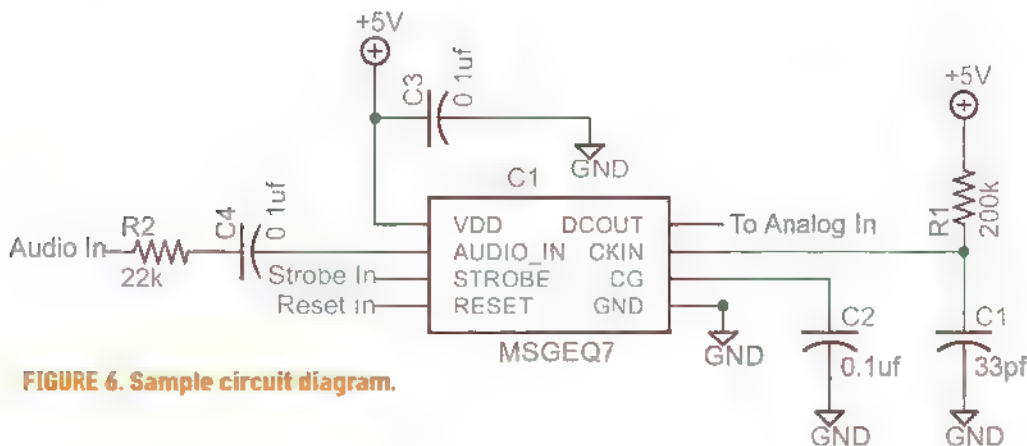 +5V
C3
0.1uf
+5V
GND
C1
R1
200k
R2
C4
0.1uf
VDD
DCOUT
To Analog In
Audio In
AUDIO_IN
CKIN
22k
Strobe In
STROBE
CG
Reset in
RESET
GND
C2
C1
MSGEQ7
GND
0.1uf
33pf
FIGURE 6. Sample circuit diagram.
GND
GND